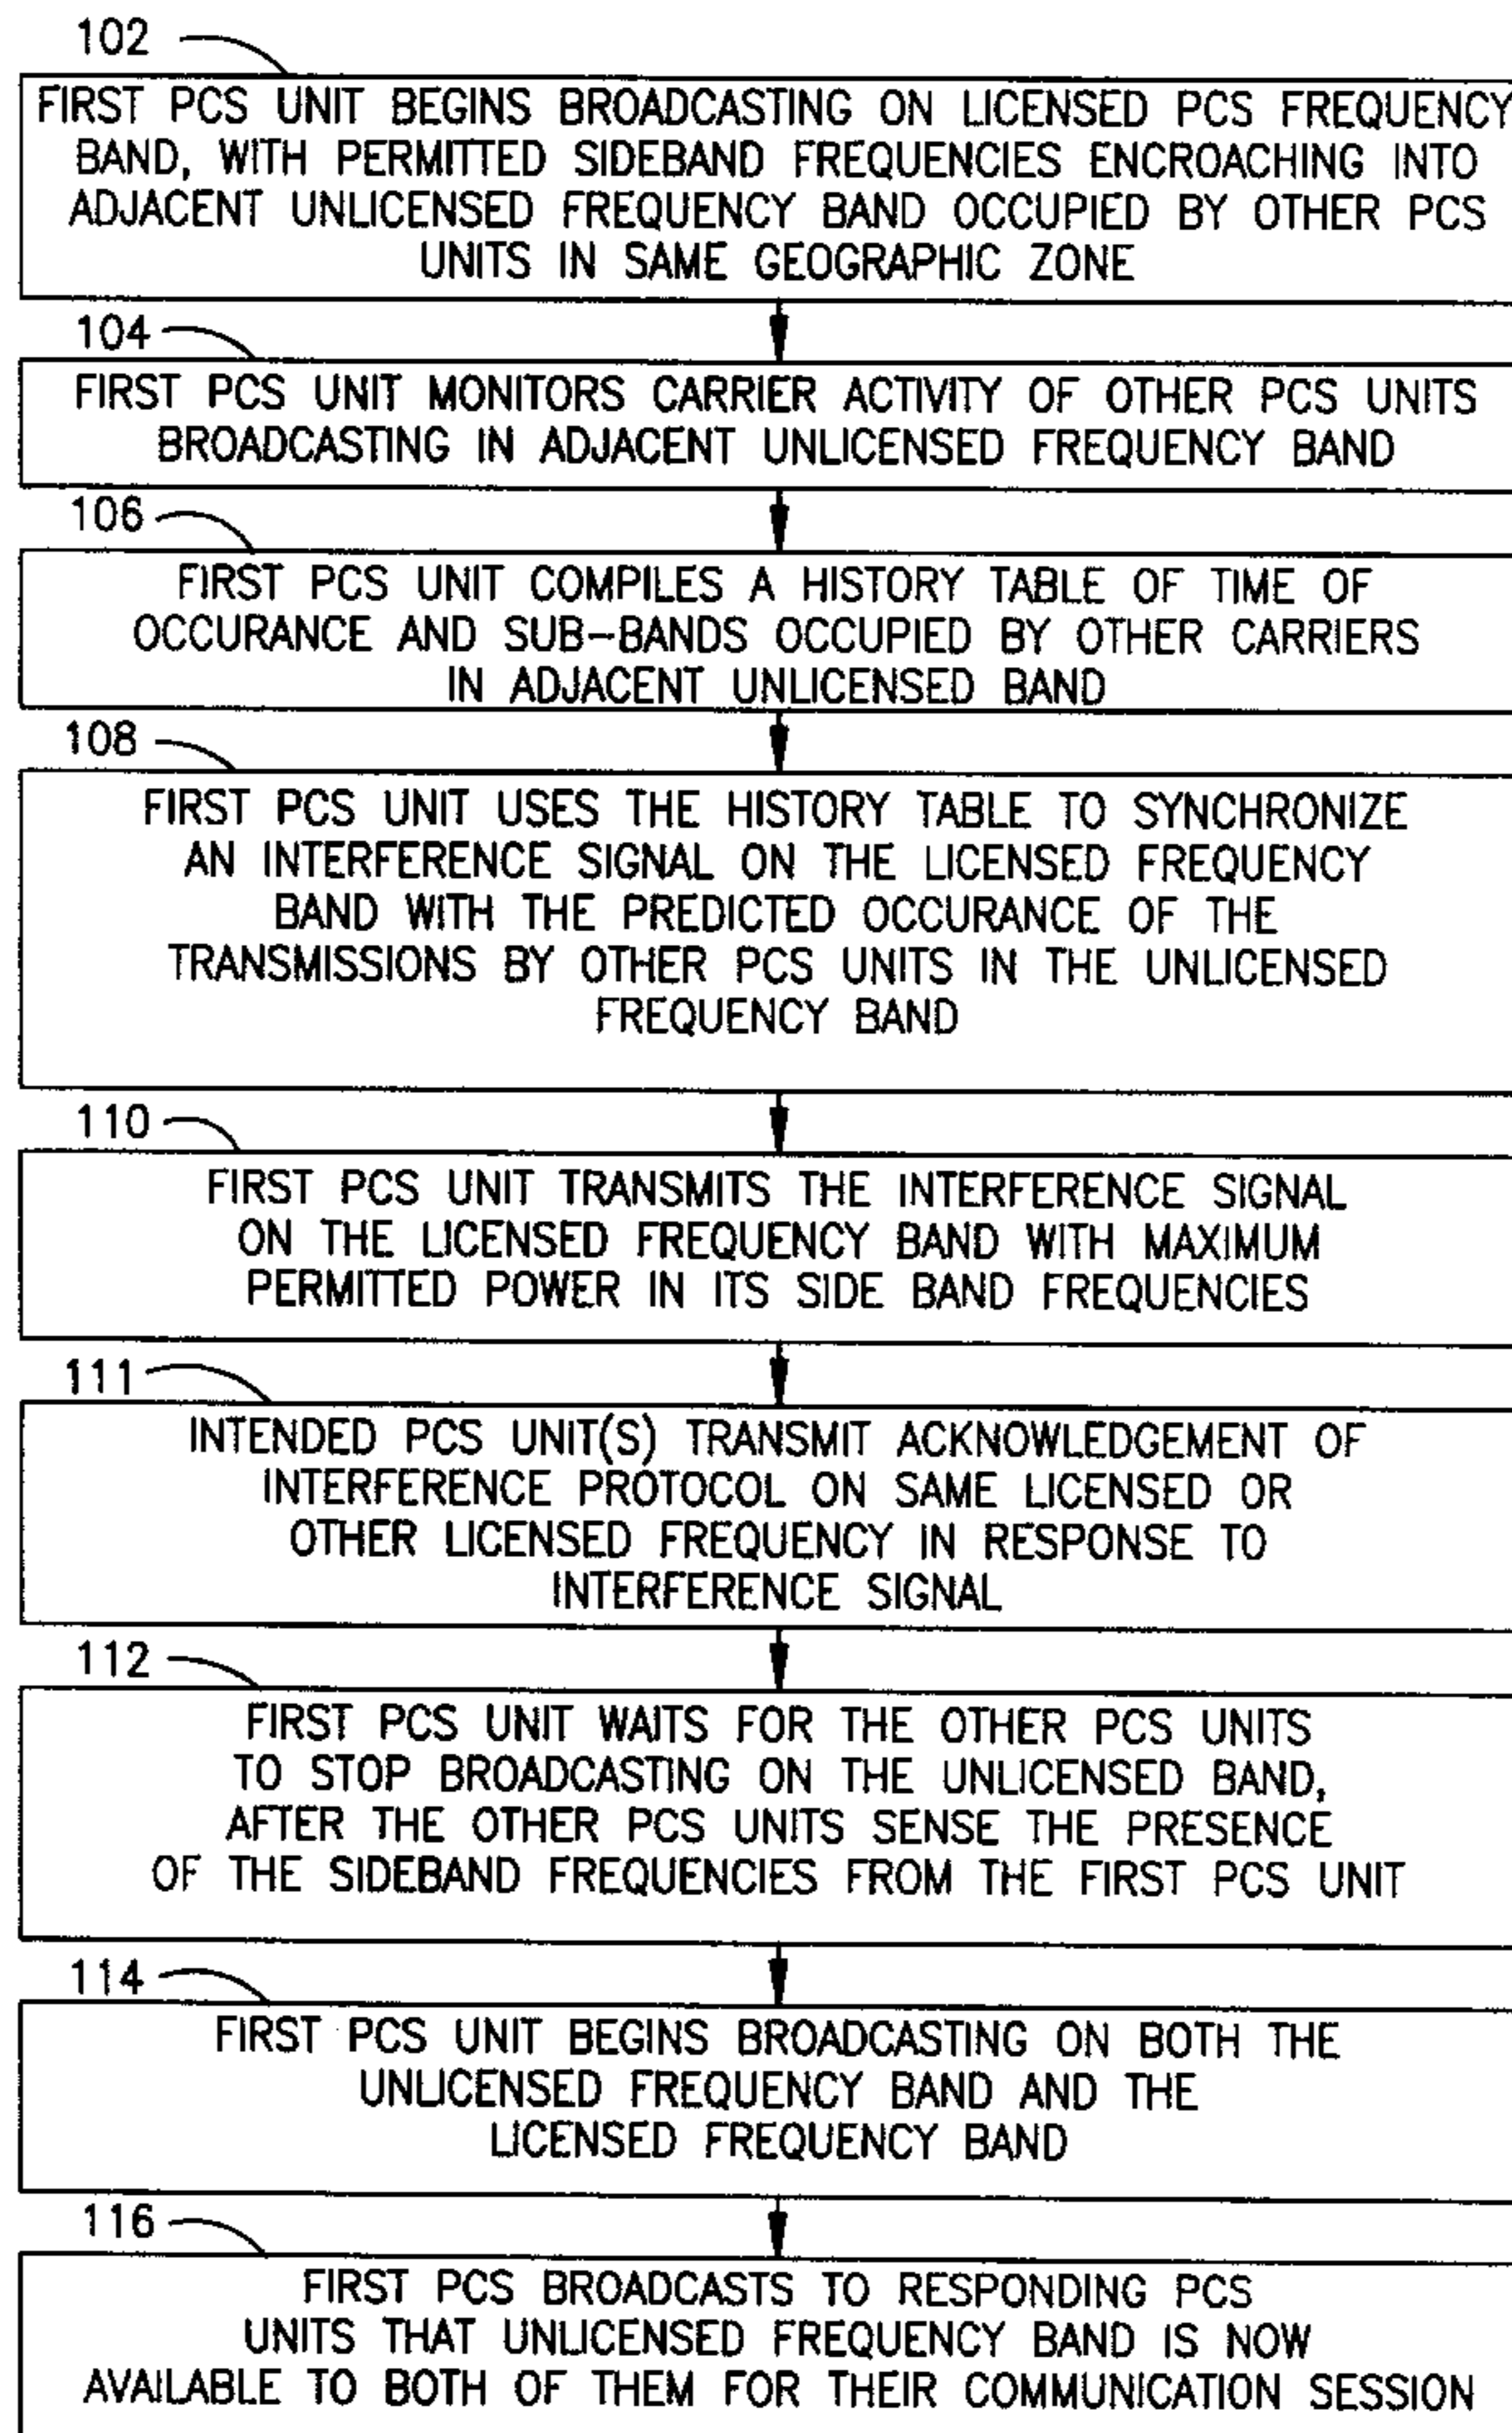 102
FIRST PCS UNIT BEGINS BROADCASTING ON LICENSED PCS FREQUENCY
BAND, WITH PERMITTED SIDEBAND FREQUENCIES ENCROACHING INTO
ADJACENT UNLICENSED FREQUENCY BAND OCCUPIED BY OTHER PCS
UNITS IN SAME GEOGRAPHIC ZONE
104
FIRST PCS UNIT MONITORS CARRIER ACTIVITY OF OTHER PCS UNITS
BROADCASTING IN ADJACENT UNLICENSED FREQUENCY BAND
106
FIRST PCS UNIT COMPILES A HISTORY TABLE OF TIME OF
OCCURANCE AND SUB-BANDS OCCUPIED BY OTHER CARRIERS
IN ADJACENT UNLICENSED BAND
108
FIRST PCS UNIT USES THE HISTORY TABLE TO SYNCHRONIZE
AN INTERFERENCE SIGNAL ON THE LICENSED FREQUENCY
BAND WITH THE PREDICTED OCCURANCE OF THE
TRANSMISSIONS BY OTHER PCS UNITS IN THE UNLICENSED
FREQUENCY BAND
110
FIRST PCS UNIT TRANSMITS THE INTERFERENCE SIGNAL
ON THE LICENSED FREQUENCY BAND WITH MAXIMUM
PERMITTED POWER IN ITS SIDE BAND FREQUENCIES
111
INTENDED PCS UNIT(S) TRANSMIT ACKNOWLEDGEMENT OF
INTERFERENCE PROTOCOL ON SAME LICENSED OR
OTHER LICENSED FREQUENCY IN RESPONSE TO
INTERFERENCE SIGNAL
112
FIRST PCS UNIT WAITS FOR THE OTHER PCS UNITS
TO STOP BROADCASTING ON THE UNLICENSED BAND,
AFTER THE OTHER PCS UNITS SENSE THE PRESENCE
OF THE SIDEBAND FREQUENCIES FROM THE FIRST PCS UNIT
114
FIRST PCS UNIT BEGINS BROADCASTING ON BOTH THE
UNLICENSED FREQUENCY BAND AND THE
LICENSED FREQUENCY BAND
116
FIRST PCS BROADCASTS TO RESPONDING PCS
UNITS THAT UNLICENSED FREQUENCY BAND IS NOW
AVAILABLE TO BOTH OF THEM FOR THEIR COMMUNICATION SESSION